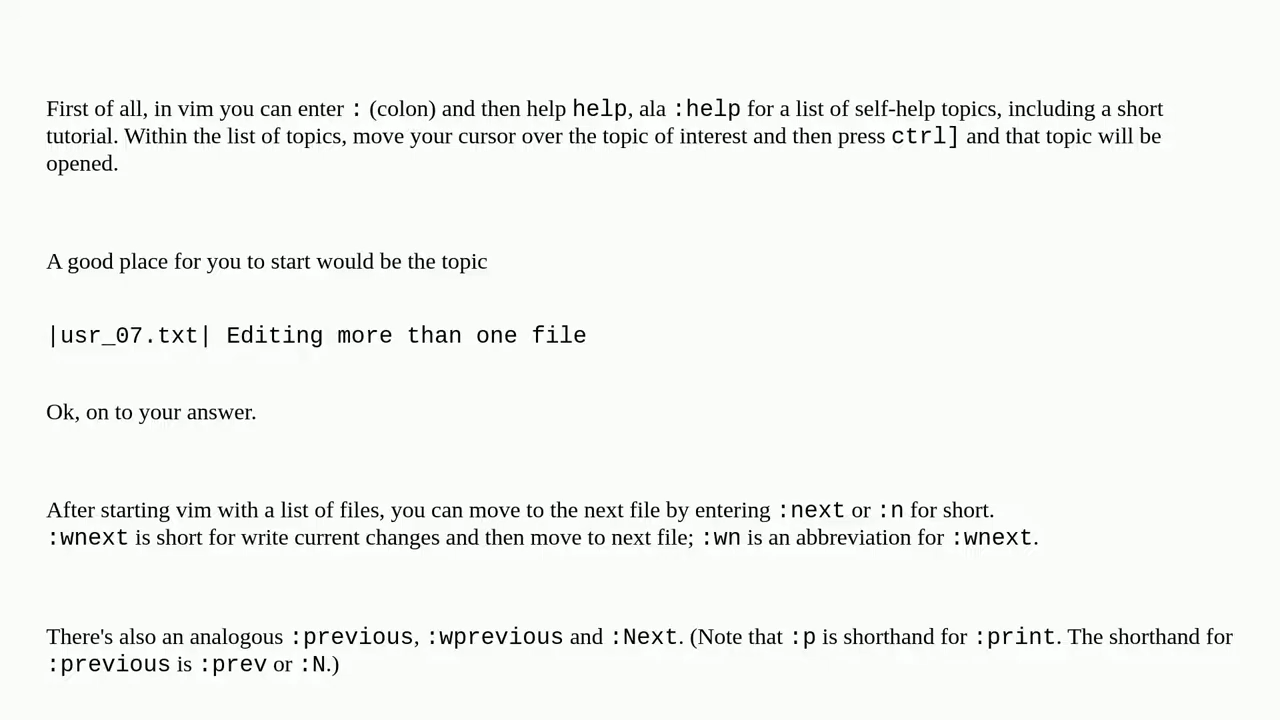 First of all, in vim you can enter : (colon) and then help help, ala :help for a list of self-help topics, including a short
tutorial. Within the list of topics, move your cursor over the topic of interest and then press ctrl] and that topic will be
opened.
A good place for you to start would be the topic
|usr_07.txt| Editing more than one file
Ok, on to your answer.
After starting vim with a list of files, you can move to the next file by entering :next or :n for short.
:wnext is short for write current changes and then move to next file; :wn is an abbreviation for :wnext.
There's also an analogous :previous, :wprevious and :Next. (Note that :p is shorthand for :print. The shorthand for
:previous is :prev or :N.)